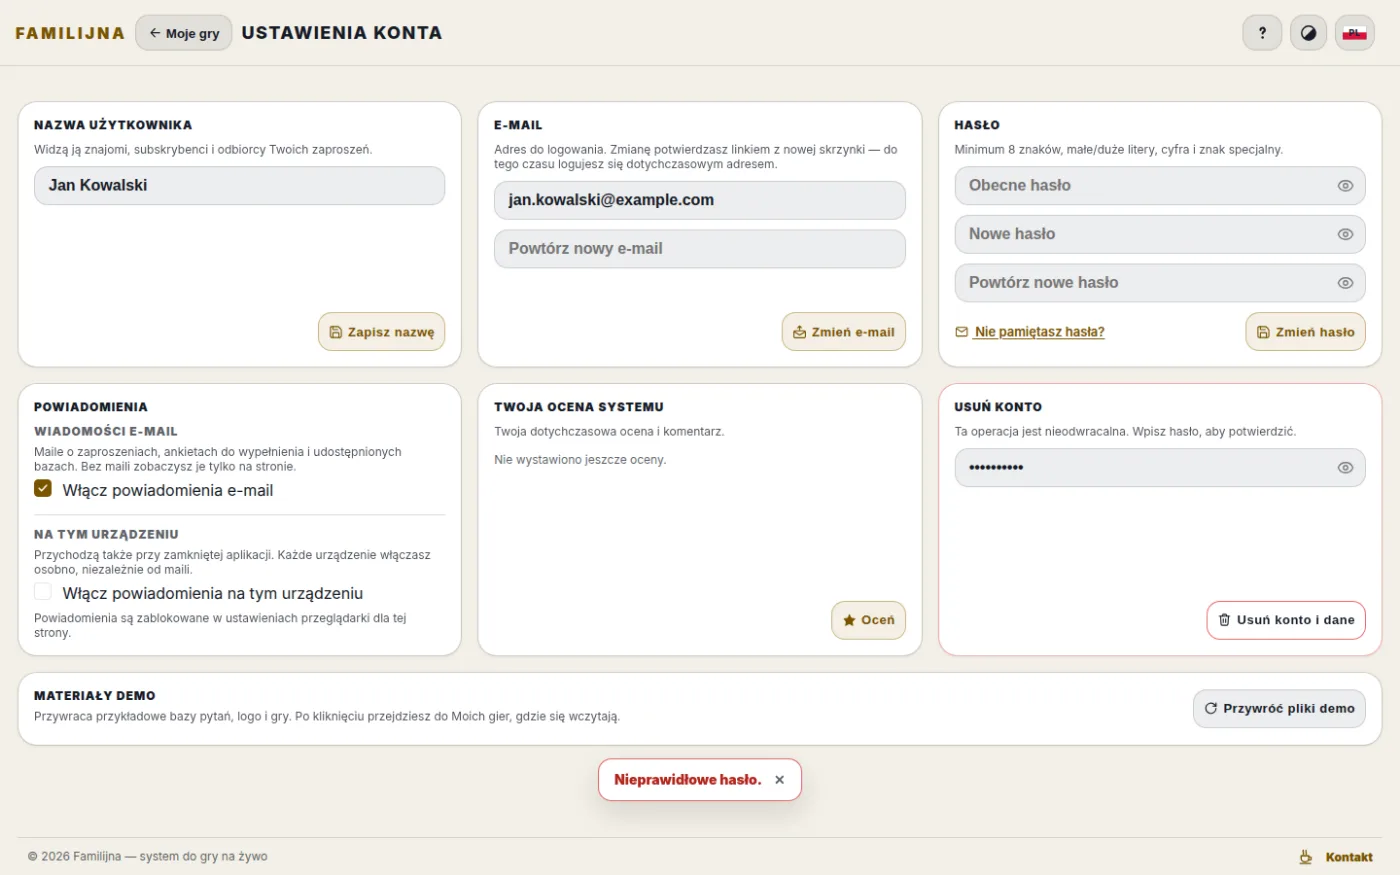 FAMILIJNA
Moje gry
USTAWIENIA KONTA
?
PL
NAZWA UŻYTKOWNIKA
Widzą ją znajomi, subskrybenci i odbiorcy Twoich zaproszeń.
Jan Kowalski
Zapisz nazwę
E-MAIL
Adres do logowania. Zmianę potwierdzasz linkiem z nowej skrzynki — do
tego czasu logujesz się dotychczasowym adresem.
jan.kowalski@example.com
Powtórz nowy e-mail
Zmień e-mail
HASŁO
Minimum 8 znaków, małe/duże litery, cyfra i znak specjalny.
Obecne hasło
Nowe hasło
Powtórz nowe hasło
Nie pamiętasz hasła?
Zmień hasło
POWIADOMIENIA
WIADOMOŚCI E-MAIL
Maile o zaproszeniach, ankietach do wypełnienia i udostępnionych
bazach. Bez maili zobaczysz je tylko na stronie.
Włącz powiadomienia e-mail
NA TYM URZĄDZENIU
Przychodzą także przy zamkniętej aplikacji. Każde urządzenie włączasz
osobno, niezależnie od maili.
Włącz powiadomienia na tym urządzeniu
Powiadomienia są zablokowane w ustawieniach przeglądarki dla tej
strony.
TWOJA OCENA SYSTEMU
Twoja dotychczasowa ocena i komentarz.
Nie wystawiono jeszcze oceny.
Oceń
USUŃ KONTO
Ta operacja jest nieodwracalna. Wpisz hasło, aby potwierdzić.
••••••••••
Usuń konto i dane
MATERIAŁY DEMO
Przywraca przykładowe bazy pytań, logo i gry. Po kliknięciu przejdziesz do Moich gier, gdzie się wczytają.
Przywróć pliki demo
Nieprawidłowe hasło.
© 2026 Familijna — system do gry na żywo
Kontakt